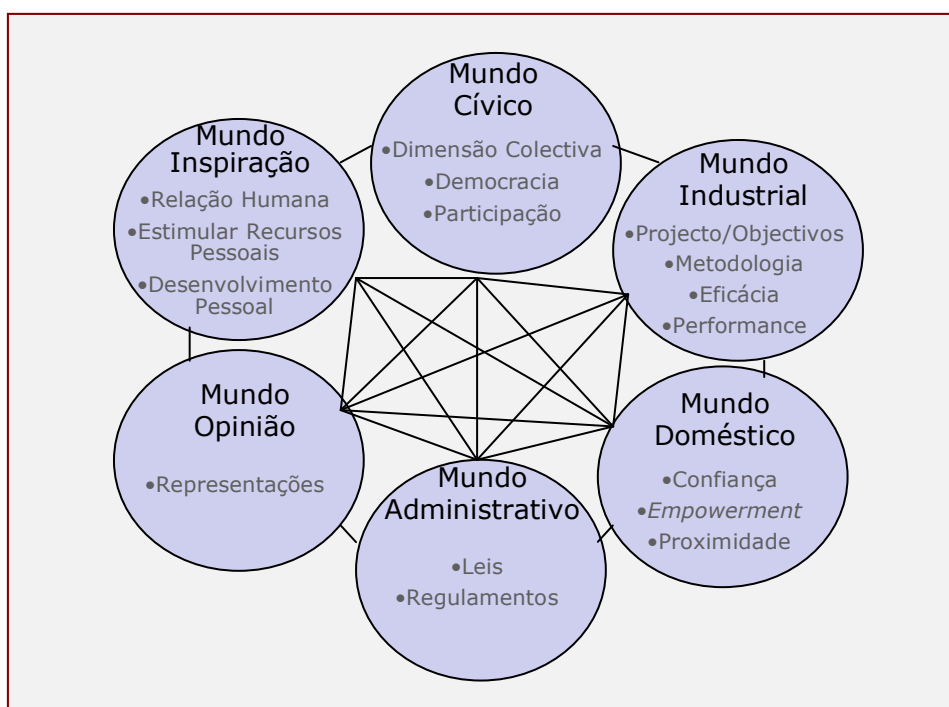 Mundo
Cívico
•Dimensão Colectiva
•Democracia
•Participação
Mundo
Inspiração
•Relação Humana
•Estimular Recursos
Pessoais
•Desenvolvimento
Pessoal
Mundo
Industrial
•Projecto/Objectivos
•Metodologia
•Eficácia
•Performance
Mundo
Opinião
•Representações
Mundo
Doméstico
•Confiança
•Empowerment
•Proximidade
Mundo
Administrativo
•Leis
•Regulamentos